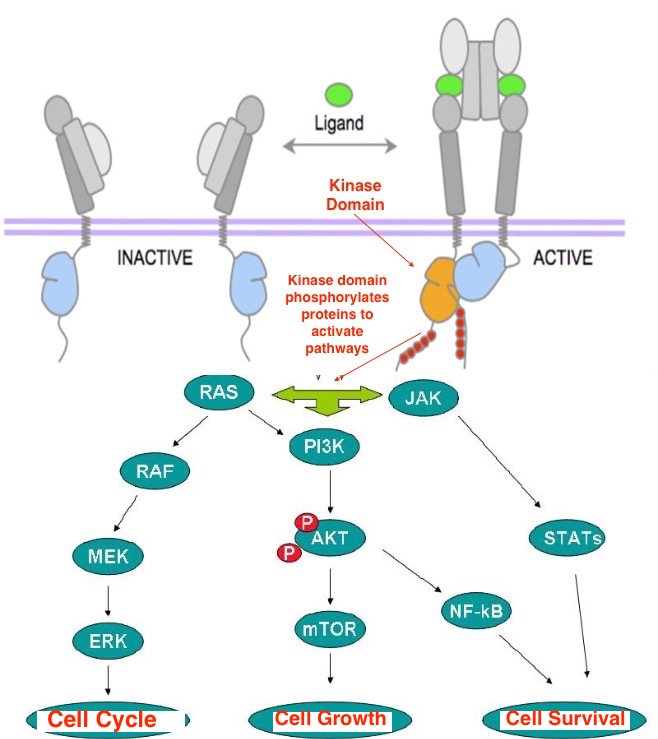 Ligand
Kinase
Domain
INACTIVE
ACTIVE
Kinase domain
phosphorylates
proteins to
activate
pathways
RAS
JAK
PI3K
RAF
P
AKT
P
STATs
MEK
NF-kB
mTOR
ERK
Cell Cycle
Cell Growth
Cell Survival